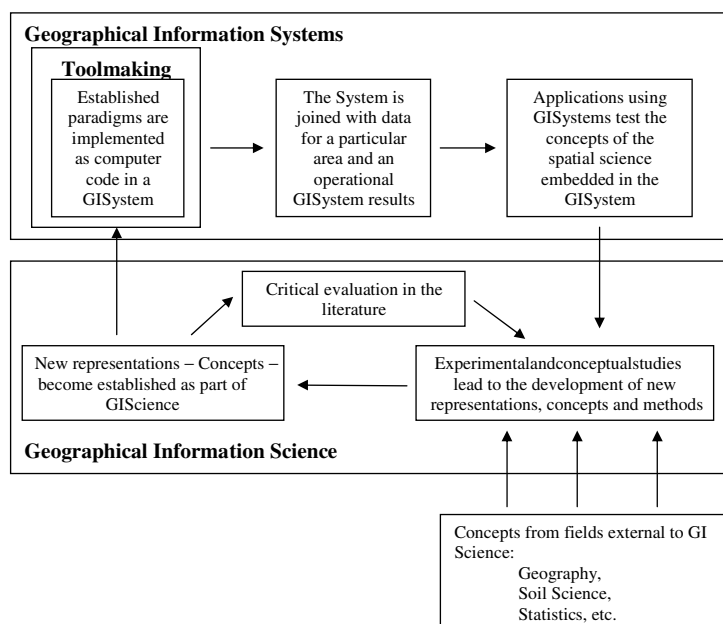 Geographical Information Systems
Toolmaking
Established
paradigms are
implemented
as computer
code in a
GISystem
The System is
joined with data
for a particular
area and an
operational
GISystem results
Applications using
GISystems test the
concepts of the
spatial science
embedded in the
GISystem
Critical evaluation in the
literature
New representations – Concepts –
become established as part of
GIScience
Experimentalandconceptualstudies
lead to the development of new
representations, concepts and methods
Geographical Information Science
Concepts from fields external to GI
Science:
Geography,
Soil Science,
Statistics, etc.